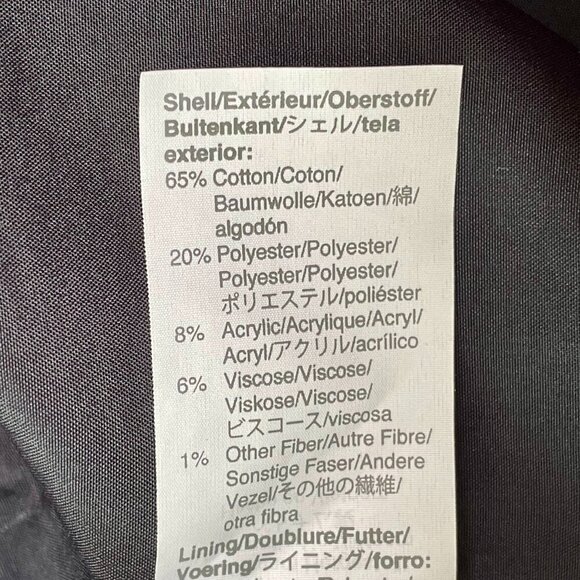 Shell/Extérieur/Oberstoff/
Buitenkant/シェル/tela
exterior:
65% Cotton/Coton/
Baumwolle/Katoen/綿/
algodón
20% Polyester/Polyester/
Polyester/Polyester/
ポリエステル/poliéster
8% Acrylic/Acrylique/Acryl/
Acryl/アクリル/acrílico
6% Viscose/Viscose/
Viskose/Viscose/
ビスコース/viscosa
1% Other Fiber/Autre Fibre/
Sonstige Faser/Andere
Vezel/その他の繊維/
otra fibra
Lining/Doublure/Futter/
Voering/ライニング/forro: